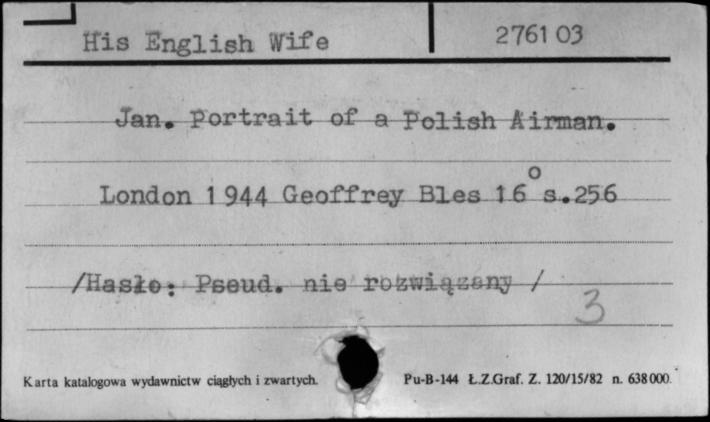 His English Wife
276103
Jan. Portrait of a Polish Airman.
London 1944 Geoffrey Bles 16° s.256
/Hasło: Pseud. nie rozwiązany /
3
Karta katalogowa wydawnictw ciągłych i zwartych. Pu-B-144 Ł.Z.Graf. Z. 120/15/82 n. 638000.